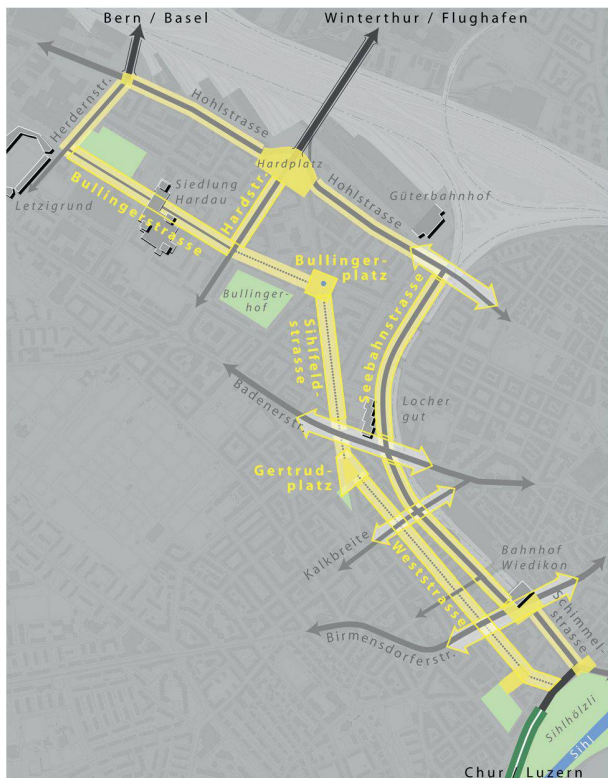 Bern / Basel
Winterthur / Flughafen
Herdernstr.
Hohlstrasse
Hardplatz
Hohlstrasse
Güterbahnhof
Letzigrund
Siedlung
Hardau
Hardstr.
Bullingerstrasse
Bullinger-
platz
Bullinger-
hof
Sihlfeld-
strasse
Seebahnstrasse
Badenerstr.
Locher
gut
Gertrud-
platz
Kalkbreite
Weststrasse
Bahnhof
Wiedikon
Schimmel-
strasse
Birmensdorferstr.
Sihlhölzli
Sihl
Chur / Luzern